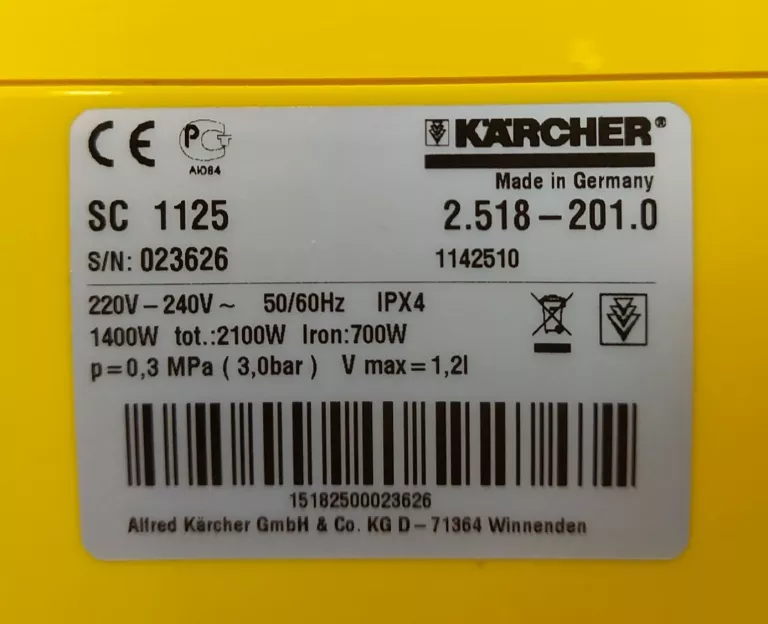 CE PG
АЮ84
KÄRCHER®
Made in Germany
SC 1125 2.518-201.0
S/N: 023626 1142510
220V-240V~ 50/60Hz IPX4
1400W tot.:2100W Iron:700W
p=0,3 MPa ( 3,0bar ) V max=1,2l
15182500023626
Alfred Kärcher GmbH & Co. KG D-71364 Winnenden